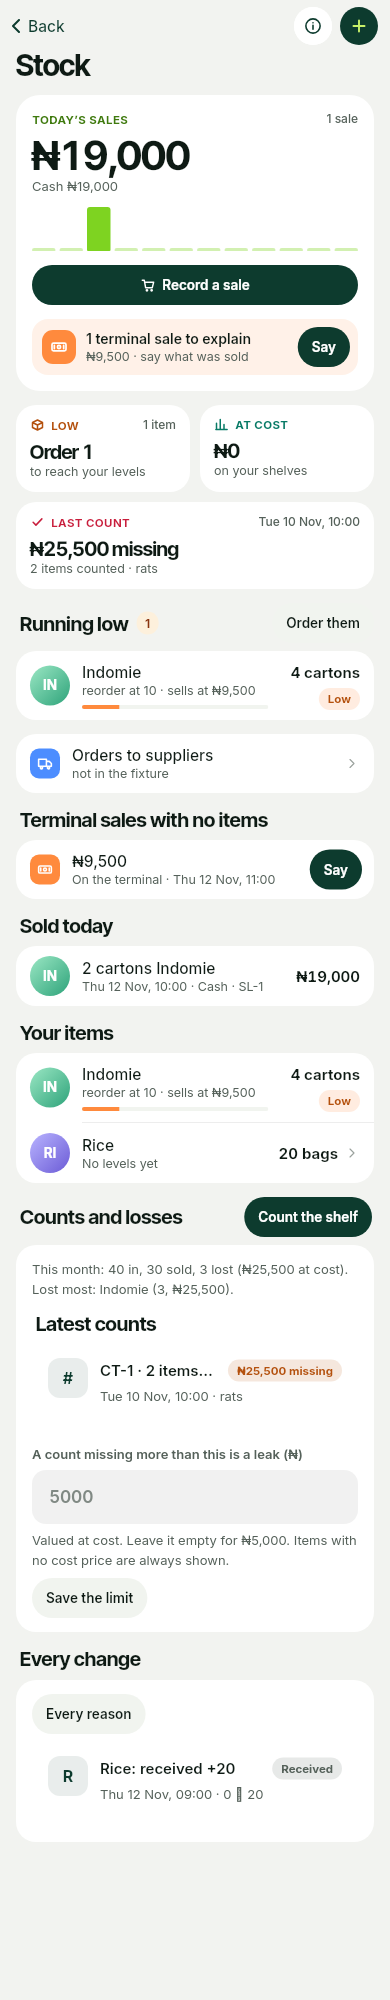 Back
Stock
TODAY'S SALES
1 sale
₦19,000
Cash ₦19,000
Record a sale
1 terminal sale to explain
₦9,500 · say what was sold
Say
LOW
1 item
Order 1
to reach your levels
AT COST
₦0
on your shelves
LAST COUNT
Tue 10 Nov, 10:00
₦25,500 missing
2 items counted · rats
Running low
1
Order them
IN
Indomie
reorder at 10 · sells at ₦9,500
4 cartons
Low
Orders to suppliers
not in the fixture
Terminal sales with no items
₦9,500
On the terminal · Thu 12 Nov, 11:00
Say
Sold today
IN
2 cartons Indomie
Thu 12 Nov, 10:00 · Cash · SL-1
₦19,000
Your items
IN
Indomie
reorder at 10 · sells at ₦9,500
4 cartons
Low
RI
Rice
No levels yet
20 bags
Counts and losses
Count the shelf
This month: 40 in, 30 sold, 3 lost (₦25,500 at cost).
Lost most: Indomie (3, ₦25,500).
Latest counts
#
CT-1 · 2 items...
₦25,500 missing
Tue 10 Nov, 10:00 · rats
A count missing more than this is a leak (₦)
5000
Valued at cost. Leave it empty for ₦5,000. Items with
no cost price are always shown.
Save the limit
Every change
Every reason
R
Rice: received +20
Received
Thu 12 Nov, 09:00 · 0 20